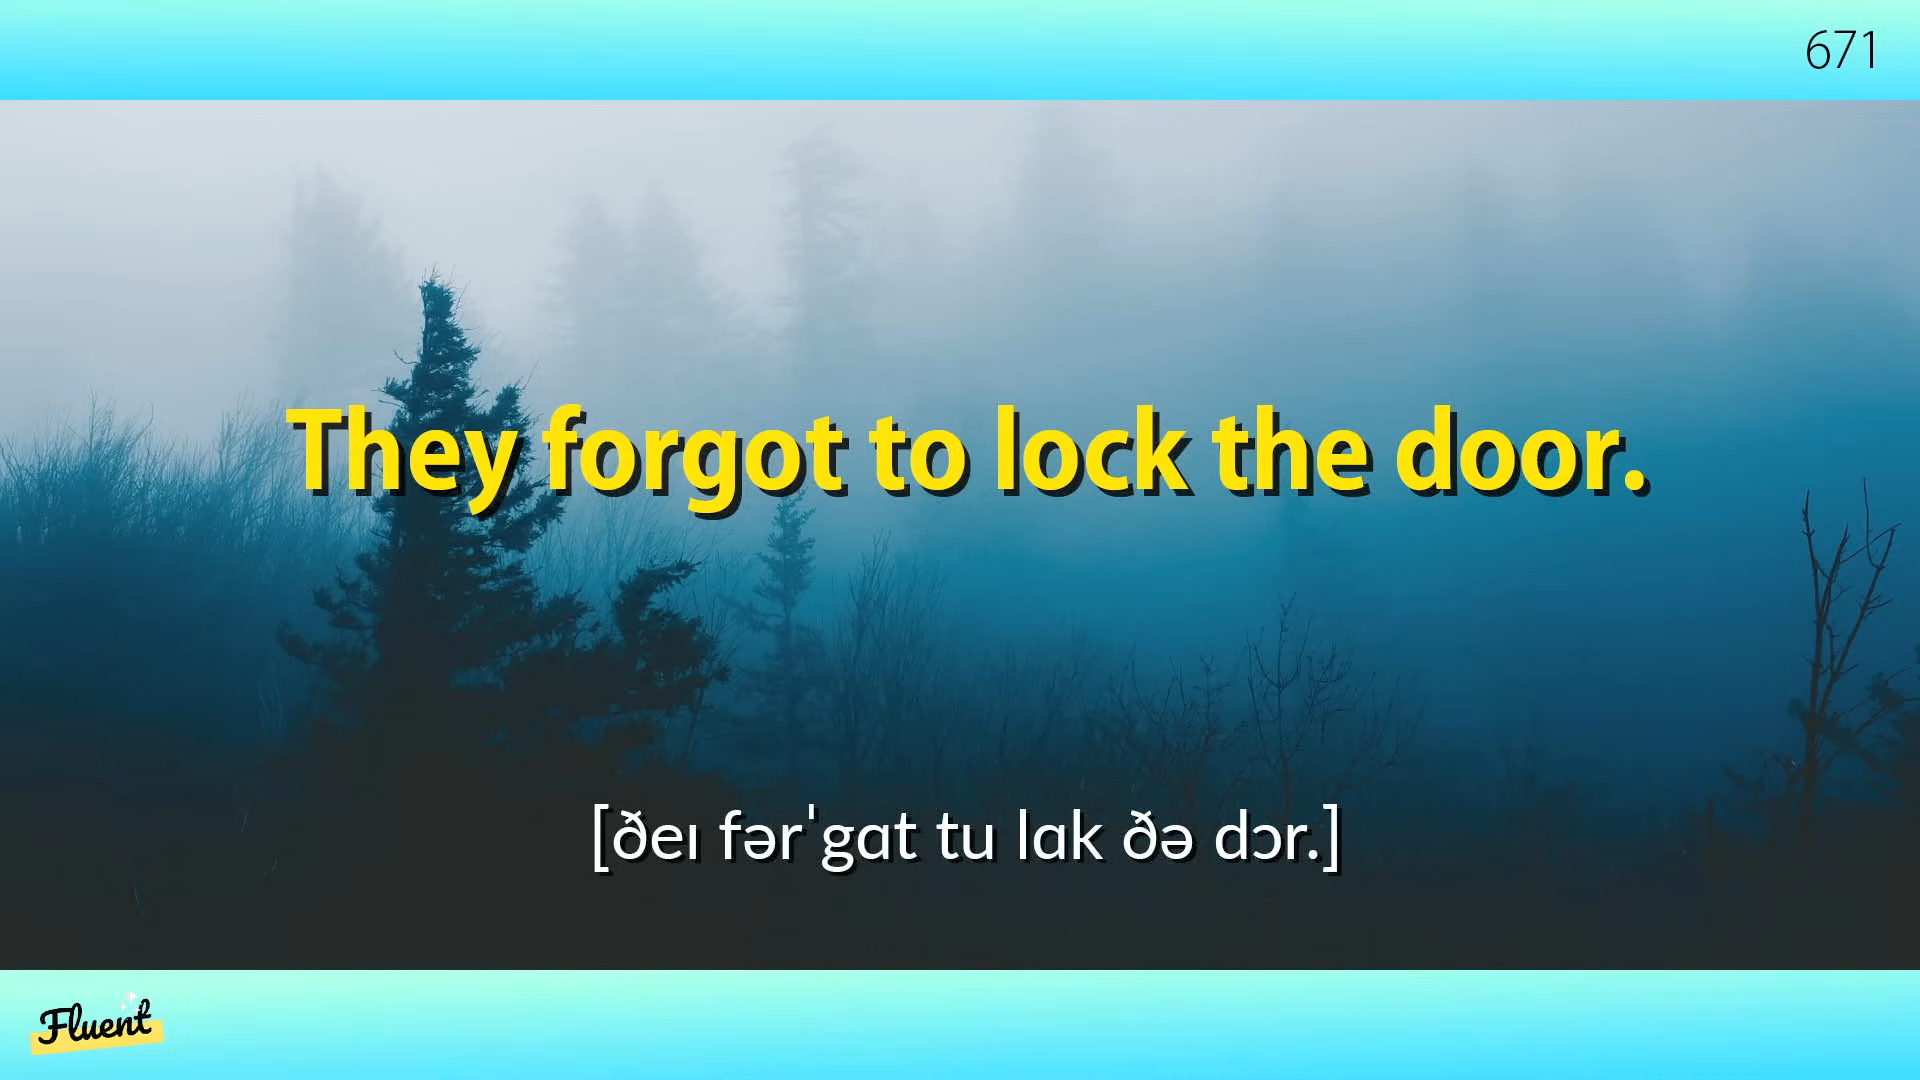 671
They forgot to lock the door.
[ðeɪ fərˈgɑt tu lɑk ðə dɔr.]
Fluent